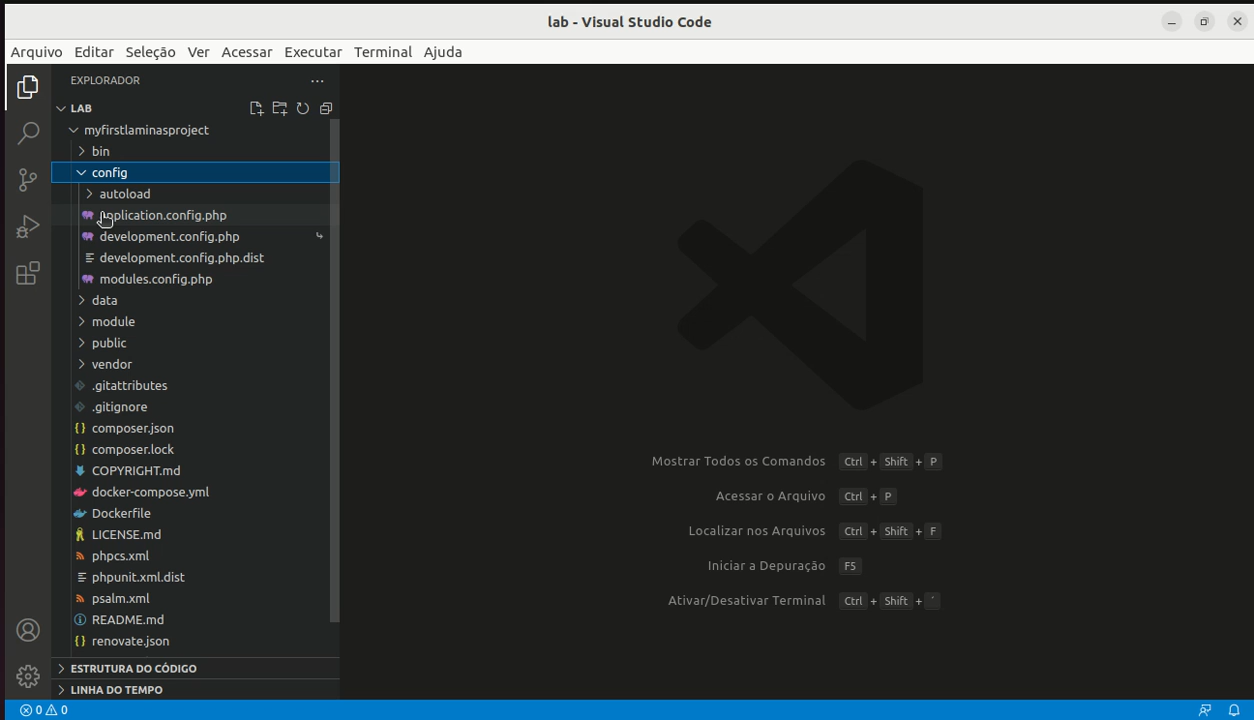 lab - Visual Studio Code
Arquivo Editar Seleção Ver Acessar Executar Terminal Ajuda
EXPLORADOR
LAB
myfirstlaminasproject
bin
config
autoload
application.config.php
development.config.php
development.config.php.dist
modules.config.php
data
module
public
vendor
.gitattributes
.gitignore
composer.json
composer.lock
COPYRIGHT.md
docker-compose.yml
Dockerfile
LICENSE.md
phpcs.xml
phpunit.xml.dist
psalm.xml
README.md
renovate.json
ESTRUTURA DO CÓDIGO
LINHA DO TEMPO
Mostrar Todos os Comandos Ctrl + Shift + P
Acessar o Arquivo Ctrl + P
Localizar nos Arquivos Ctrl + Shift + F
Iniciar a Depuração F5
Ativar/Desativar Terminal Ctrl + Shift + ´
0 0